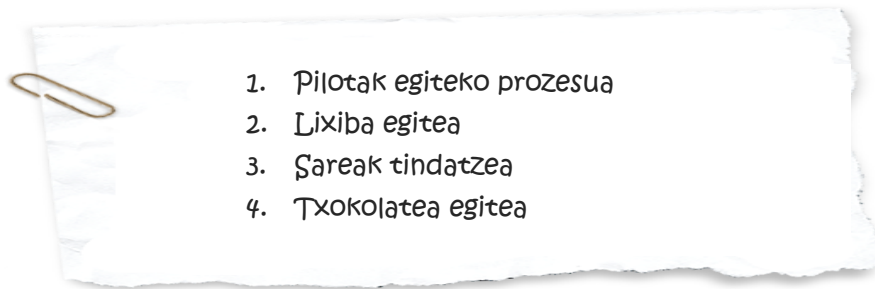 1. Pilotak egiteko prozesua
2. Lixiba egitea
3. Sareak tindatzea
4. Txokolatea egitea